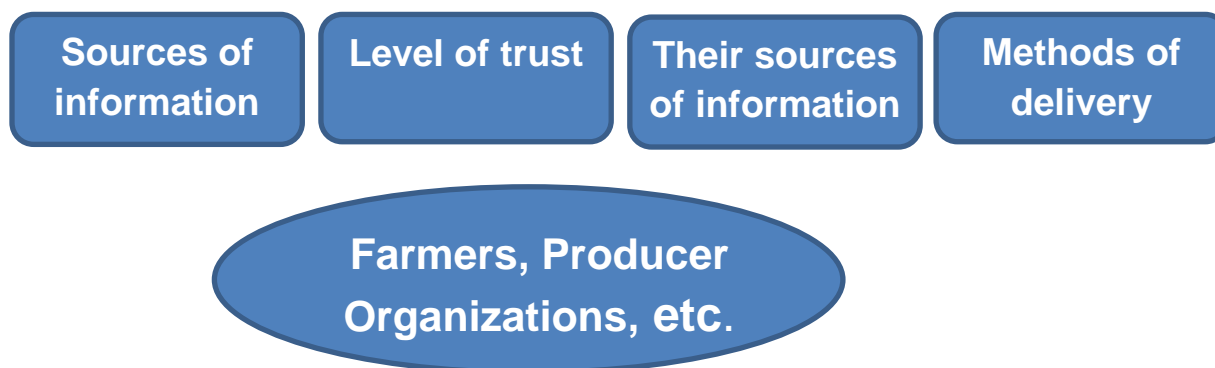 Sources of
information
Level of trust
Their sources
of information
Methods of
delivery
Farmers, Producer
Organizations, etc.